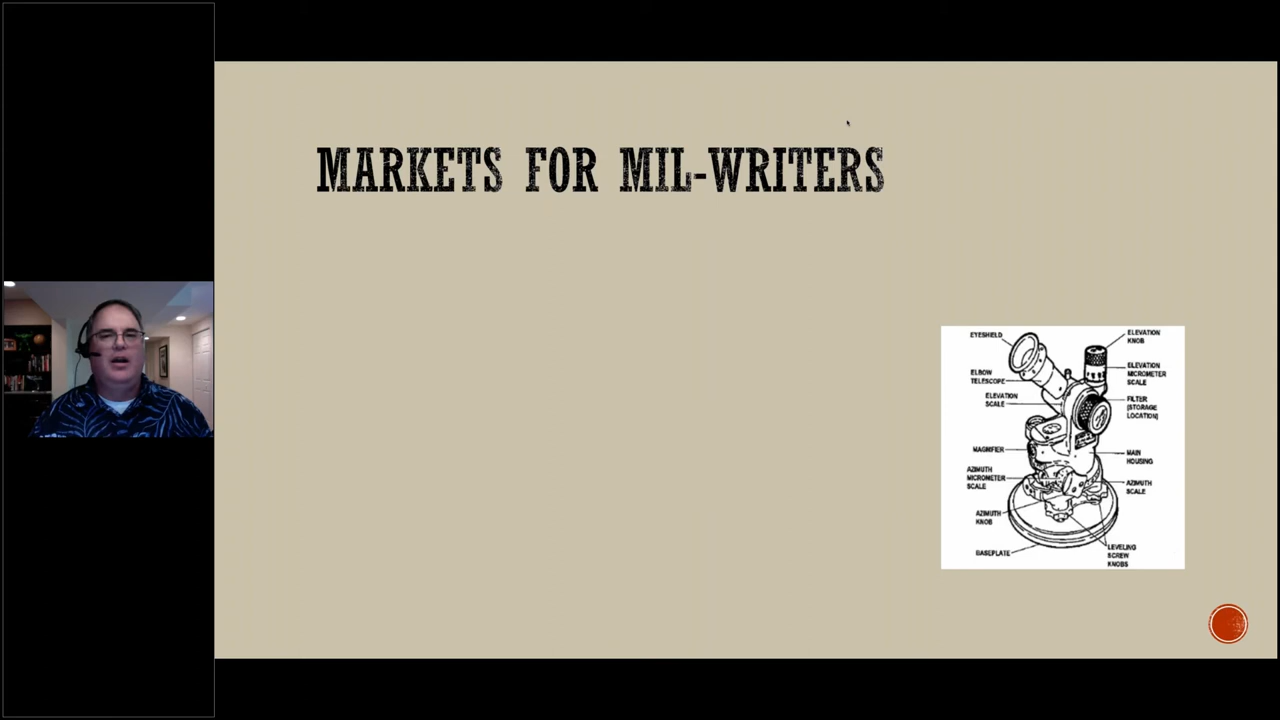 MARKETS FOR MIL-WRITERS
EYESHIELD
ELBOW
TELESCOPE
ELEVATION
SCALE
MAGNIFIER
AZIMUTH
MICROMETER
SCALE
AZIMUTH
KNOB
BASEPLATE
ELEVATION
KNOB
ELEVATION
MICROMETER
SCALE
FILTER
(STORAGE
LOCATION)
MAIN
HOUSING
AZIMUTH
SCALE
LEVELING
SCREW
KNOBS